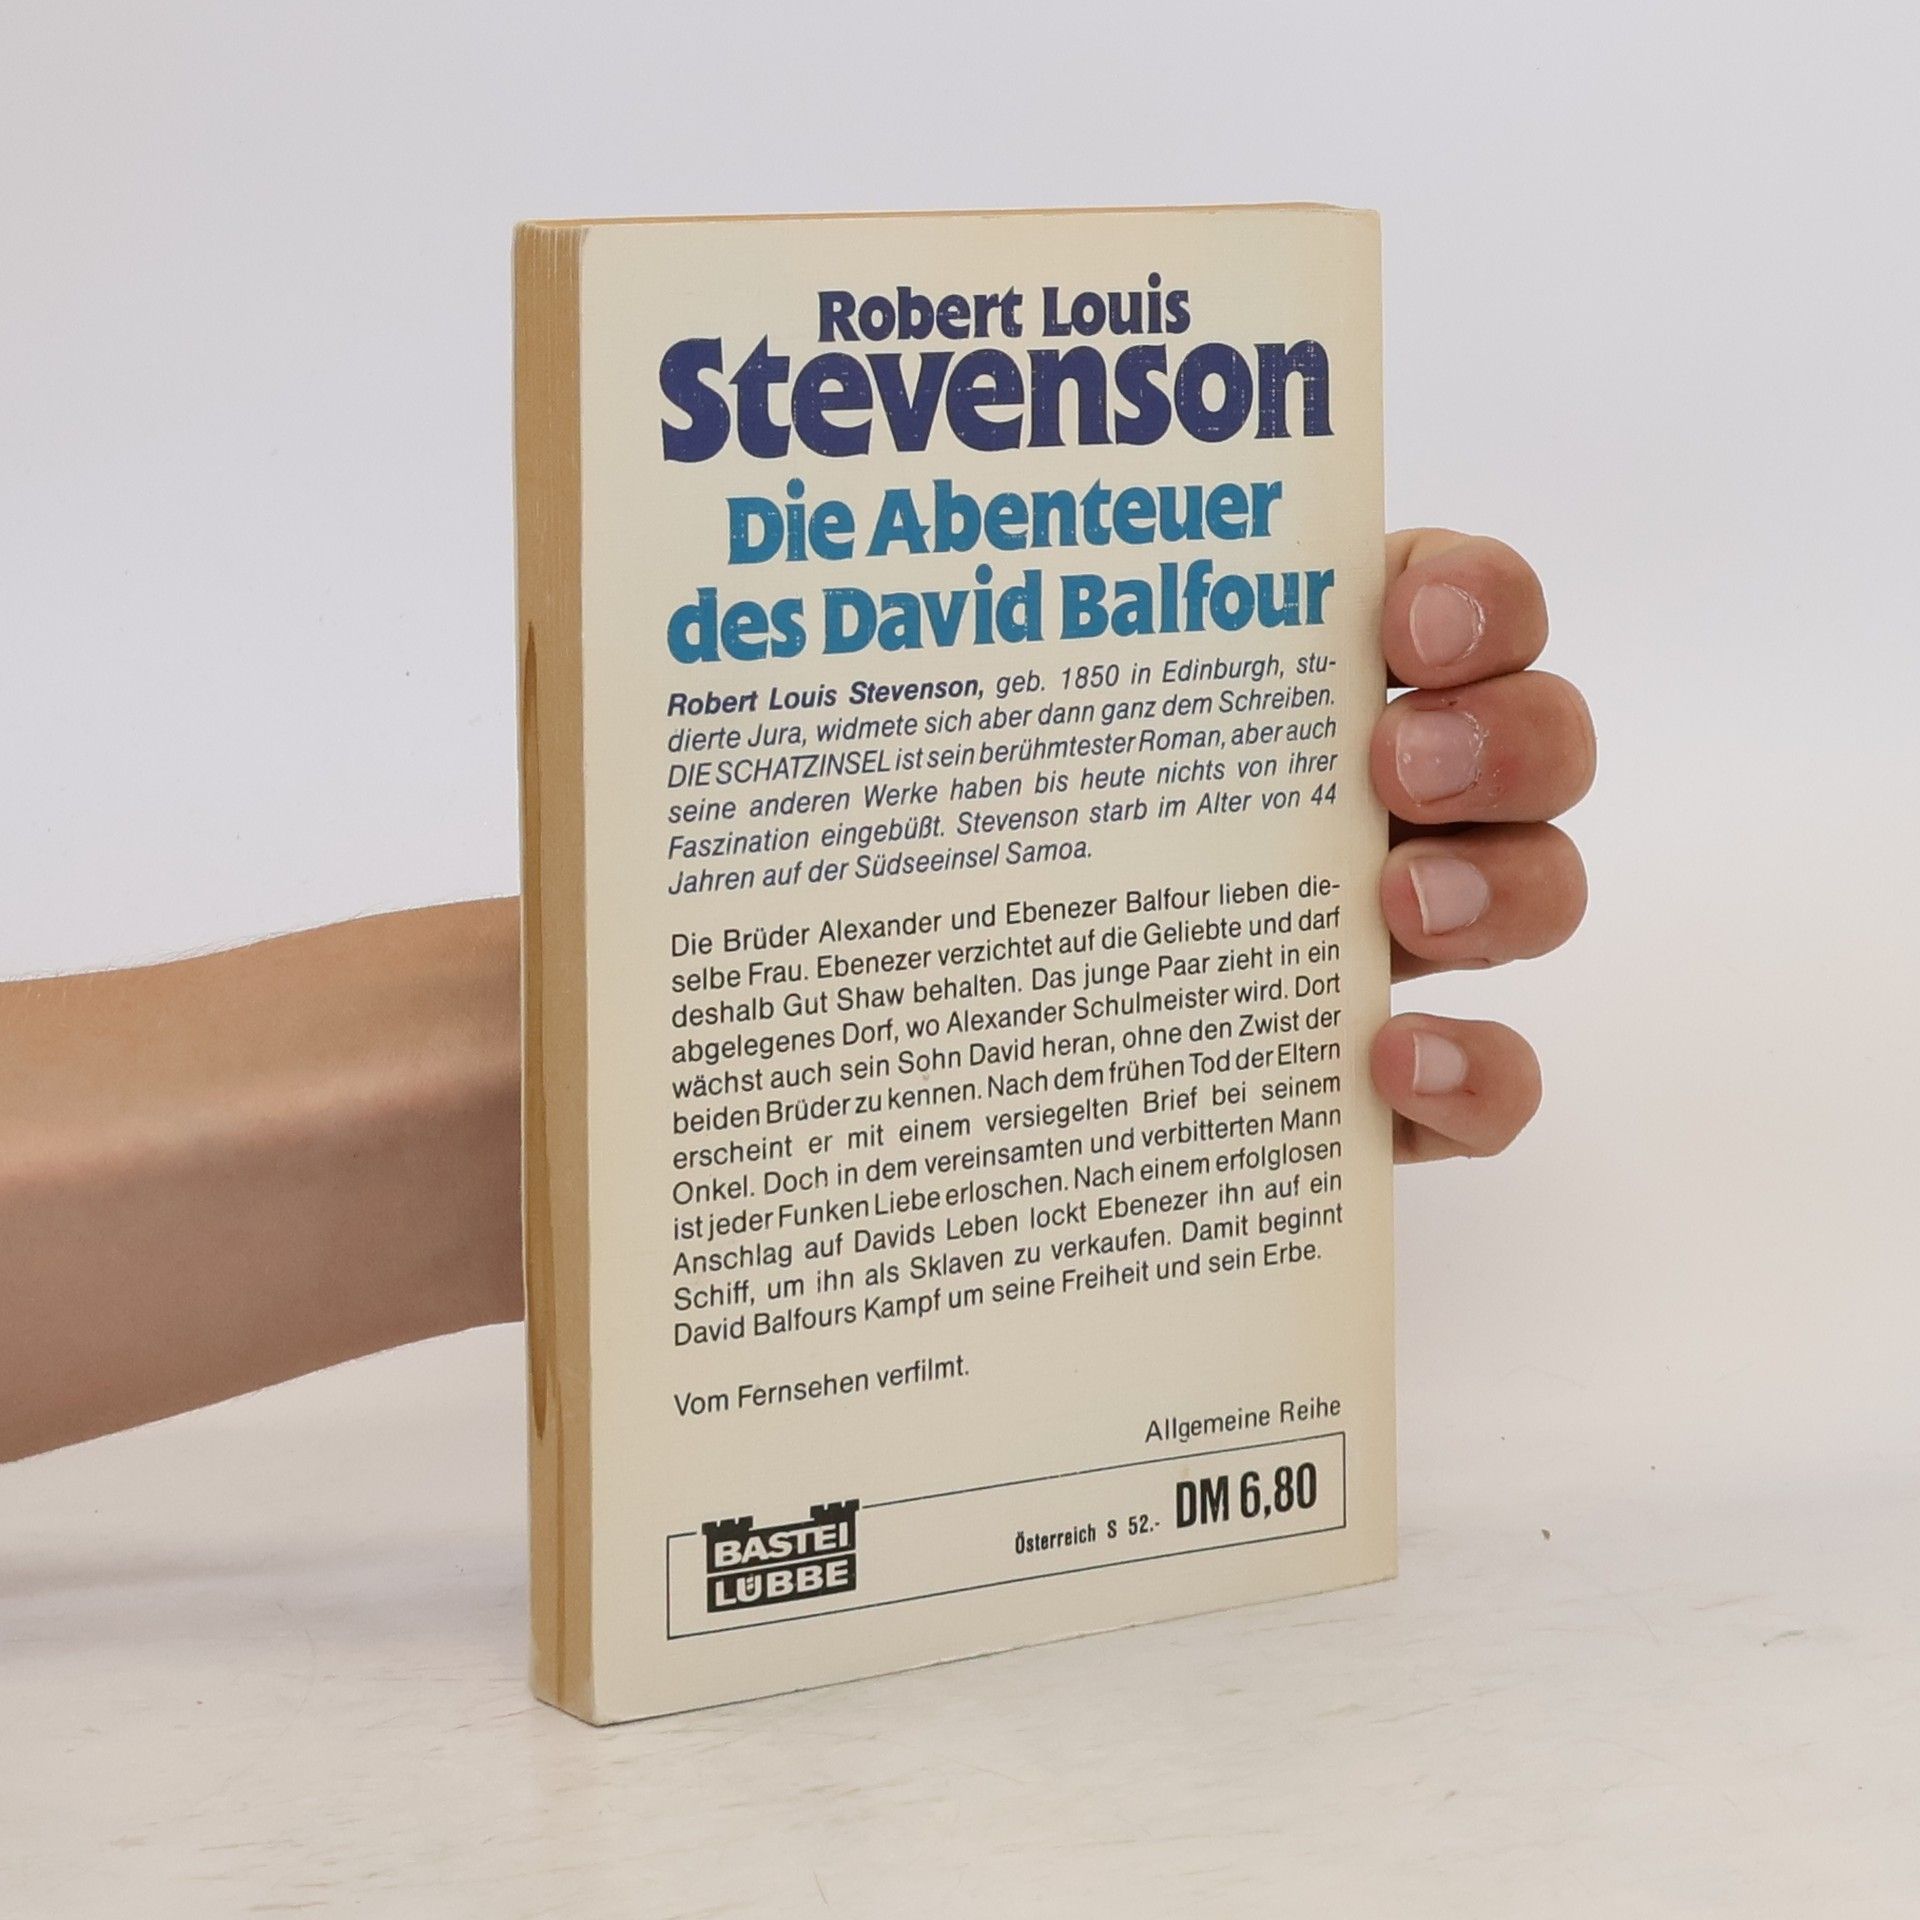 Robert Louis
Stevenson
Die Abenteuer
des David Balfour
Robert Louis Stevenson, geb. 1850 in Edinburgh, stu-
dierte Jura, widmete sich aber dann ganz dem Schreiben.
DIE SCHATZINSEL ist sein berühmtester Roman, aber auch
seine anderen Werke haben bis heute nichts von ihrer
Faszination eingebüßt. Stevenson starb im Alter von 44
Jahren auf der Südseeinsel Samoa.
Die Brüder Alexander und Ebenezer Balfour lieben die-
selbe Frau. Ebenezer verzichtet auf die Geliebte und darf
deshalb Gut Shaw behalten. Das junge Paar zieht in ein
abgelegenes Dorf, wo Alexander Schulmeister wird. Dort
wächst auch sein Sohn David heran, ohne den Zwist der
beiden Brüder zu kennen. Nach dem frühen Tod der Eltern
erscheint er mit einem versiegelten Brief bei seinem
Onkel. Doch in dem vereinsamten und verbitterten Mann
ist jeder Funken Liebe erloschen. Nach einem erfolglosen
Anschlag auf Davids Leben lockt Ebenezer ihn auf ein
Schiff, um ihn als Sklaven zu verkaufen. Damit beginnt
David Balfours Kampf um seine Freiheit und sein Erbe.
Vom Fernsehen verfilmt.
Allgemeine Reihe
BASTEI
LÜBBE
Österreich S 52.- DM 6,80